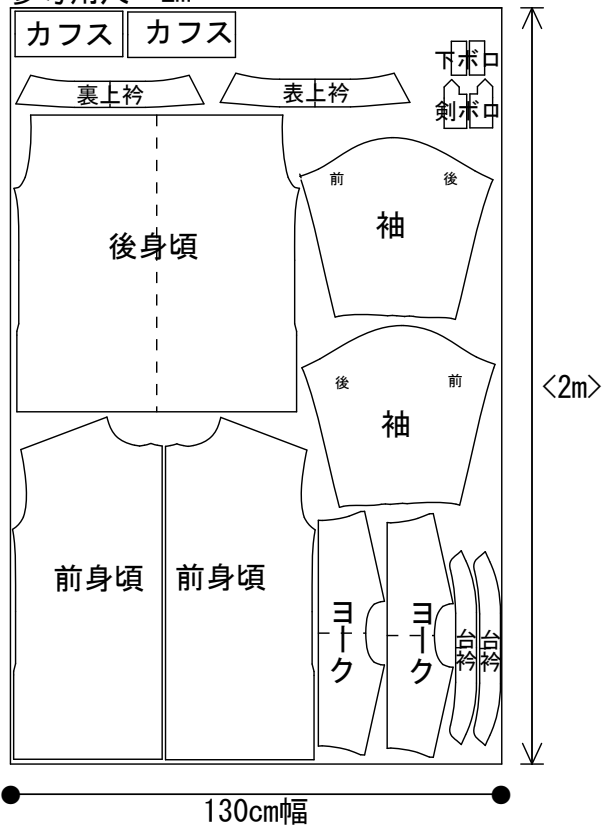 カフス
カフス
下ボロ
裏上衿
表上衿
剣ボロ
前
後
袖
後身頃
後
前
袖
<2m>
前身頃
前身頃
ヨーク
ヨーク
台衿
台衿
130cm幅